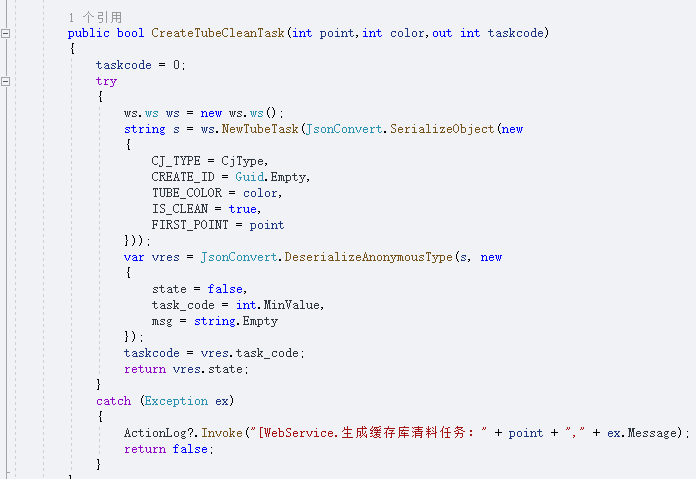 1 个引用
public bool CreateTubeCleanTask(int point,int color,out int taskcode)
{
taskcode = 0;
try
{
ws.ws ws = new ws.ws();
string s = ws.NewTubeTask(JsonConvert.SerializeObject(new
{
CJ_TYPE = CjType,
CREATE_ID = Guid.Empty,
TUBE_COLOR = color,
IS_CLEAN = true,
FIRST_POINT = point
}));
var vres = JsonConvert.DeserializeAnonymousType(s, new
{
state = false,
task_code = int.MinValue,
msg = string.Empty
});
taskcode = vres.task_code;
return vres.state;
}
catch (Exception ex)
{
ActionLog?.Invoke("[WebService.生成缓存库清料任务：" + point + "," + ex.Message);
return false;
}
}